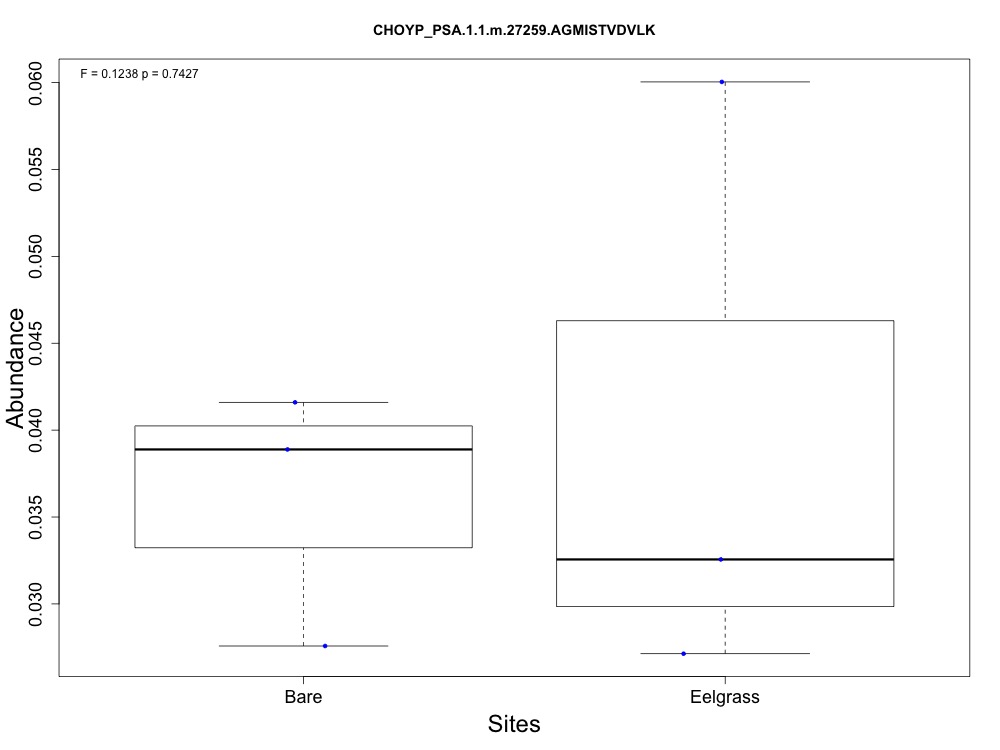 CHOYP_PSA.1.1.m.27259.AGMISTVDVLK
F = 0.1238 p = 0.7427
0.060
0.055
0.050
0.045
0.040
0.035
0.030
Abundance
Bare
Eelgrass
Sites